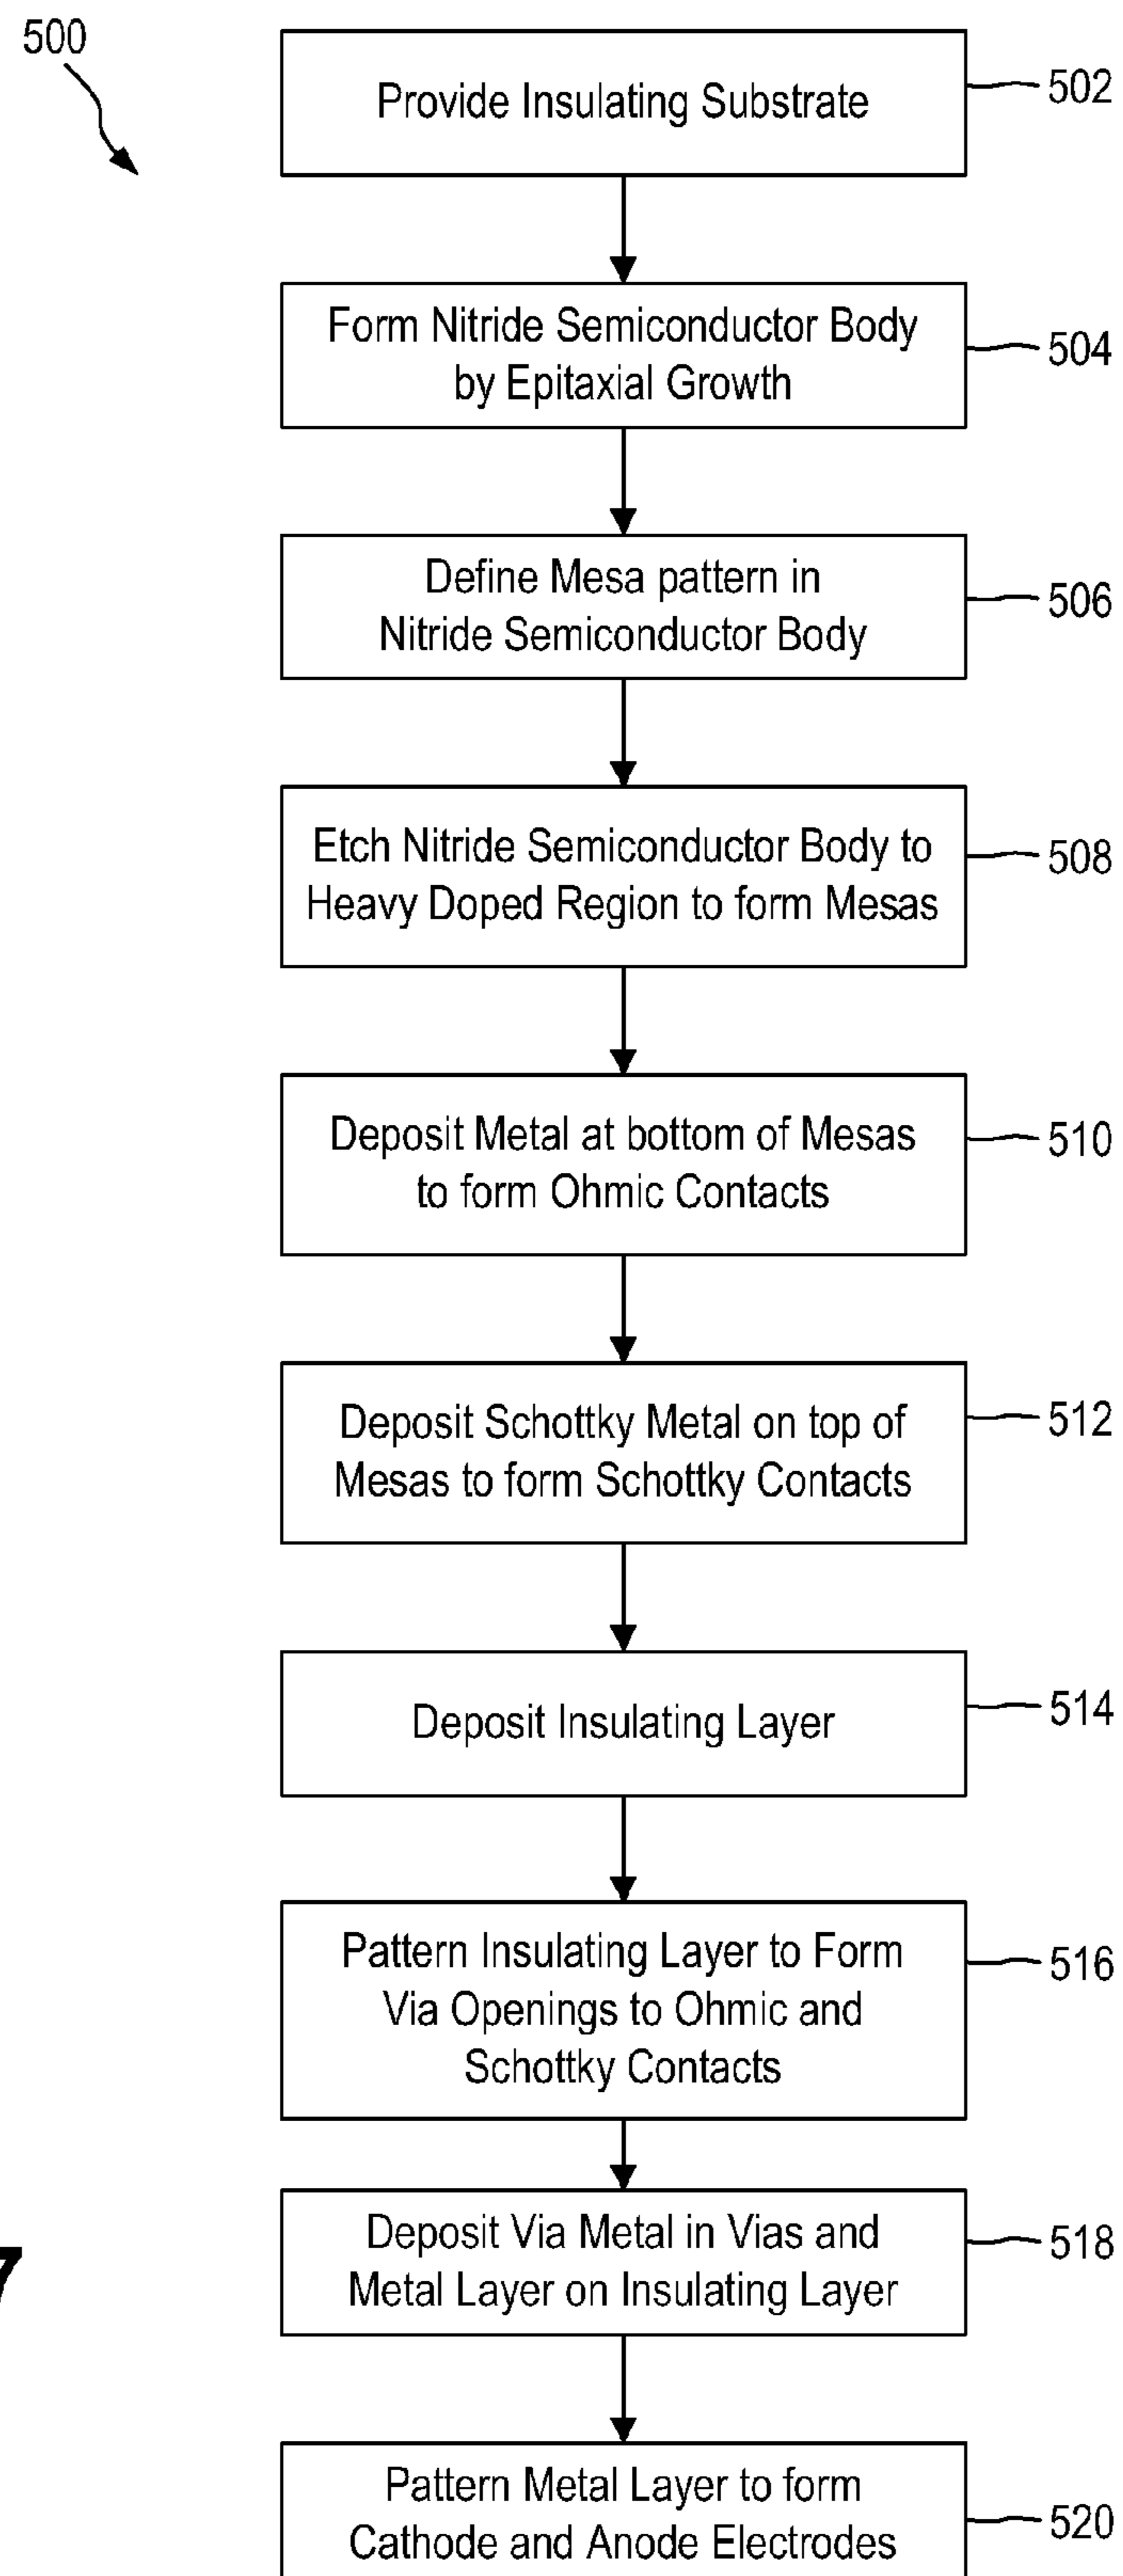 500
Provide Insulating Substrate
502
Form Nitride Semiconductor Body
by Epitaxial Growth
504
Define Mesa pattern in
Nitride Semiconductor Body
506
Etch Nitride Semiconductor Body to
Heavy Doped Region to form Mesas
508
Deposit Metal at bottom of Mesas
to form Ohmic Contacts
510
Deposit Schottky Metal on top of
Mesas to form Schottky Contacts
512
Deposit Insulating Layer
514
Pattern Insulating Layer to Form
Via Openings to Ohmic and
Schottky Contacts
516
Deposit Via Metal in Vias and
Metal Layer on Insulating Layer
518
7
Pattern Metal Layer to form
Cathode and Anode Electrodes
520